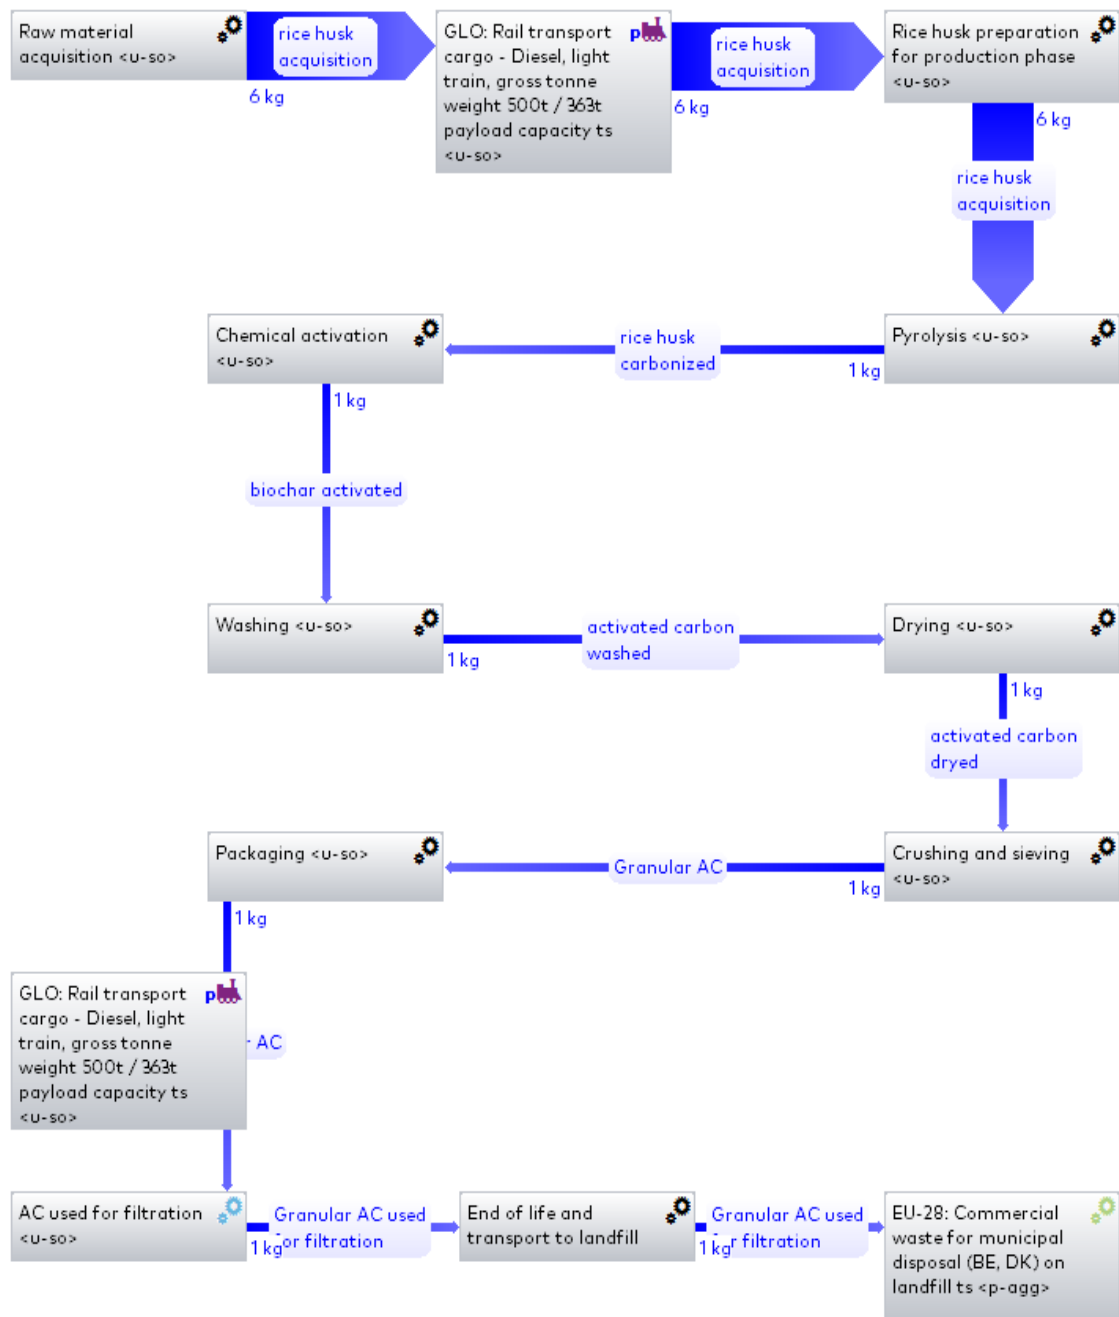 Raw material
acquisition <u-so>
rice husk
acquisition
6 kg
GLO: Rail transport
cargo - Diesel, light
train, gross tonne
weight 500t / 363t
payload capacity ts
<u-so>
p
rice husk
acquisition
6 kg
Rice husk preparation
for production phase
<u-so>
6 kg
rice husk
acquisition
Pyrolysis <u-so>
1 kg
rice husk
carbonized
Chemical activation
<u-so>
1 kg
biochar activated
Washing <u-so>
1 kg
activated carbon
washed
Drying <u-so>
1 kg
activated carbon
dryed
Crushing and sieving
<u-so>
1 kg
Granular AC
Packaging <u-so>
1 kg
GLO: Rail transport
cargo - Diesel, light
train, gross tonne
weight 500t / 363t
payload capacity ts
<u-so>
p
AC
AC used for filtration
<u-so>
1 kg
Granular AC used
for filtration
End of life and
transport to landfill
1 kg
Granular AC used
for filtration
EU-28: Commercial
waste for municipal
disposal (BE, DK) on
landfill ts <p-agg>